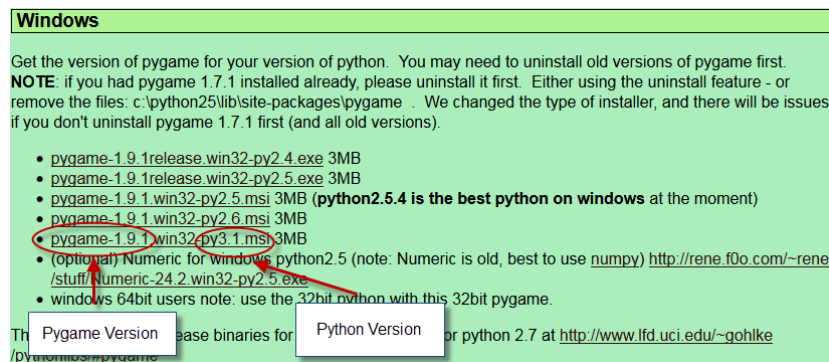 Windows
Get the version of pygame for your version of python.  You may need to uninstall old versions of pygame first.
NOTE: if you had pygame 1.7.1 installed already, please uninstall it first.  Either using the uninstall feature - or
remove the files: c:\python25\lib\site-packages\pygame  .  We changed the type of installer, and there will be issues
if you don't uninstall pygame 1.7.1 first (and all old versions).
• pygame-1.9.1release.win32-py2.4.exe 3MB
• pygame-1.9.1release.win32-py2.5.exe 3MB
• pygame-1.9.1.win32-py2.5.msi 3MB (python2.5.4 is the best python on windows at the moment)
• pygame-1.9.1.win32-py2.6.msi 3MB
• pygame-1.9.1.win32-py3.1.msi 3MB
• (optional) Numeric for windows python2.5 (note: Numeric is old, best to use numpy) http://rene.f0o.com/~rene
/stuff/Numeric-24.2.win32-py2.5.exe
• windows 64bit users note: use the 32bit python with this 32bit pygame.
ease binaries for or python 2.7 at http://www.lfd.uci.edu/~gohlke
/pythonlibs/#pygame
Pygame Version
Python Version